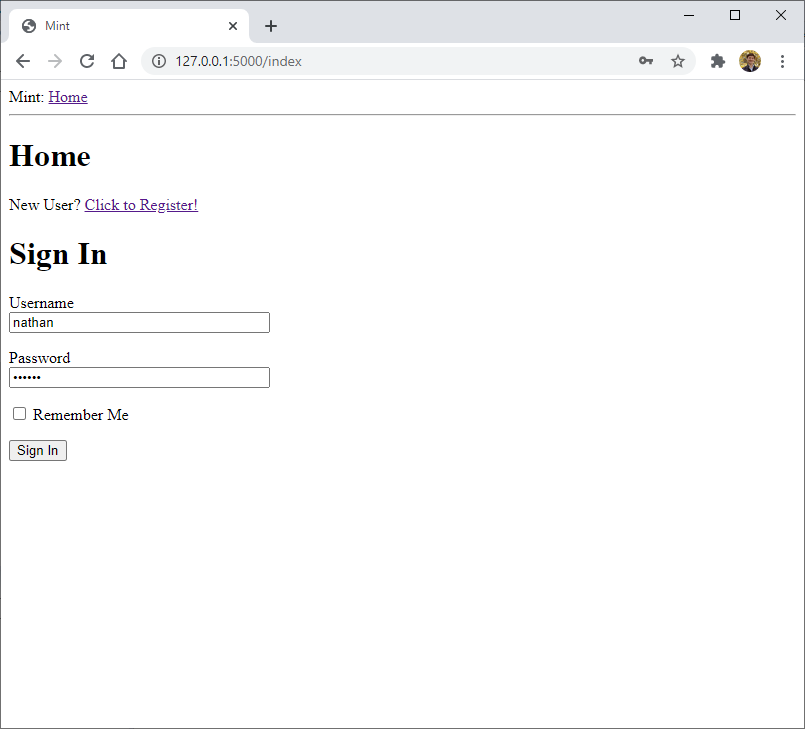 Mint
127.0.0.1:5000/index
Mint: Home
Home
New User? Click to Register!
Sign In
Username
nathan
Password
••••••
Remember Me
Sign In